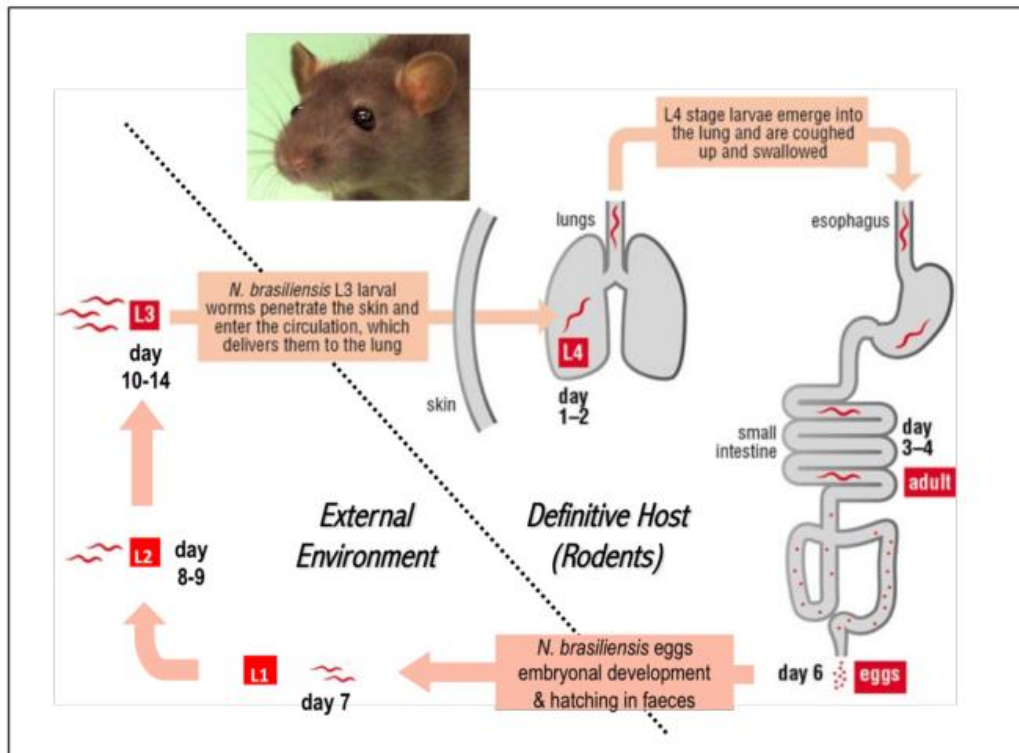 L4 stage larvae emerge into
the lung and are coughed
up and swallowed
lungs
esophagus
N. brasiliensis L3 larval
worms penetrate the skin and
enter the circulation, which
delivers them to the lung
L3
day
10-14
L4
day
1–2
skin
small
intestine
day
3–4
adult
External
Environment
Definitive Host
(Rodents)
L2
day
8-9
N. brasiliensis eggs
embryonal development
& hatching in faeces
L1
day 7
day 6
eggs